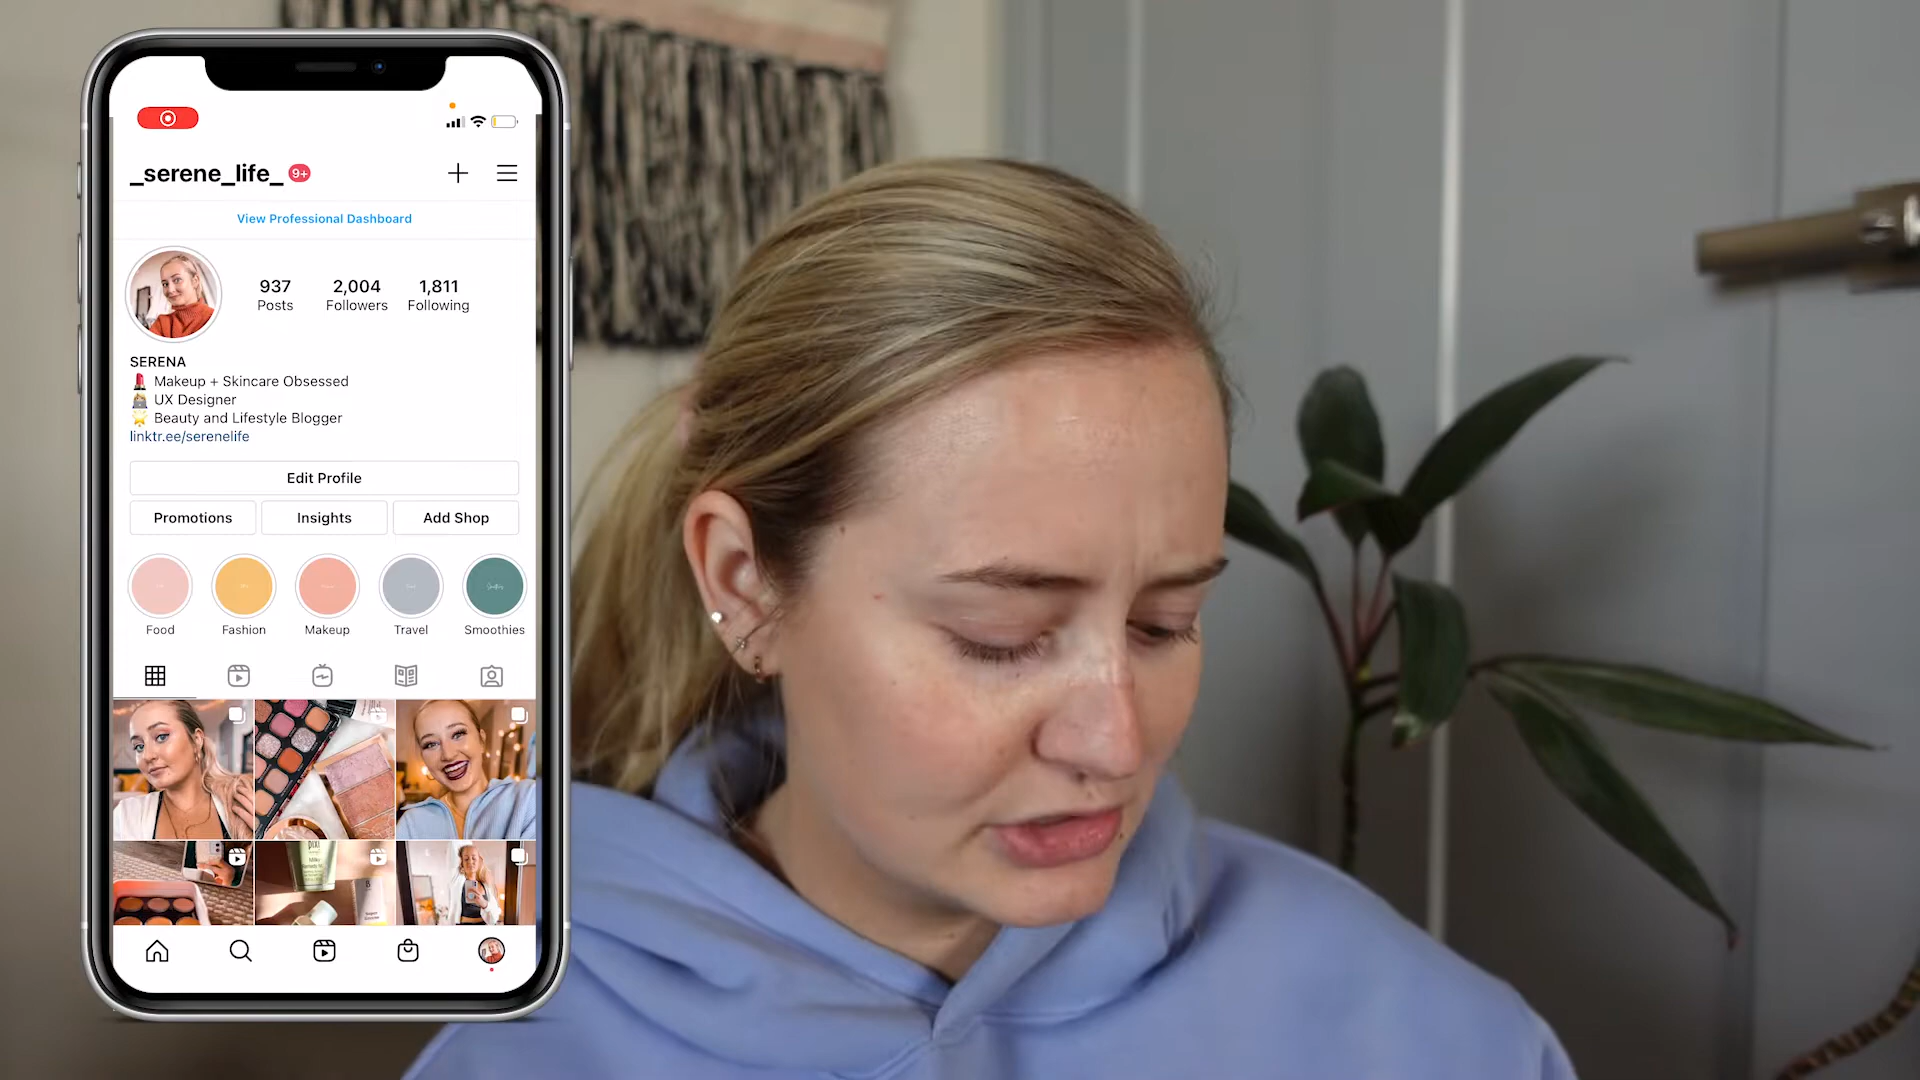 _serene_life_ 9+
View Professional Dashboard
937 2,004 1,811
Posts Followers Following
SERENA
Makeup + Skincare Obsessed
UX Designer
Beauty and Lifestyle Blogger
linktr.ee/serenelife
Edit Profile
Promotions Insights Add Shop
Food Fashion Makeup Travel Smoothies
pixi